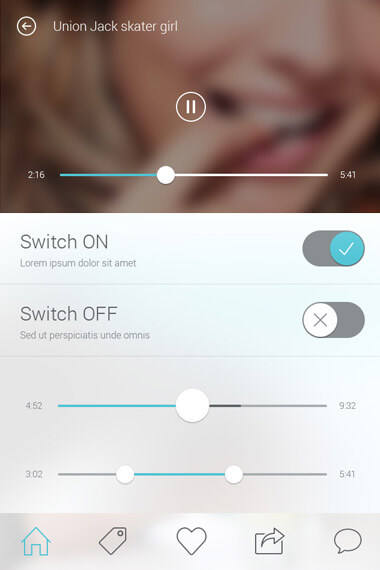 Union Jack skater girl
2:16 5:41
Switch ON
Lorem ipsum dolor sit amet
Switch OFF
Sed ut perspiciatis unde omnis
4:52 9:32
3:02 5:41